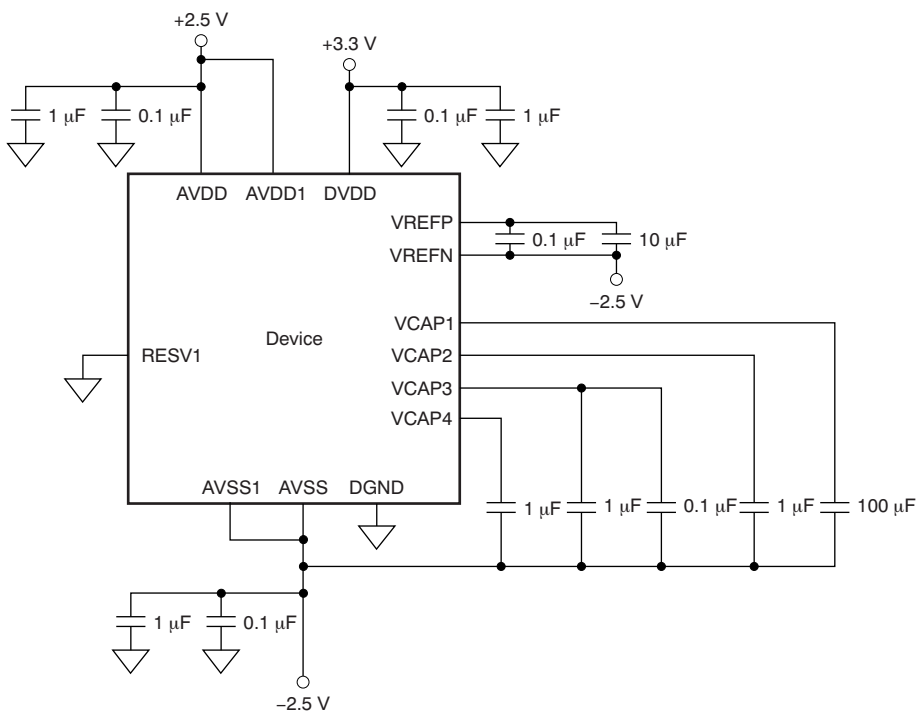 +2.5 V
+3.3 V
1 μF
0.1 μF
0.1 μF
1 μF
AVDD
AVDD1
DVDD
VREFP
0.1 μF
10 μF
VREFN
−2.5 V
VCAP1
Device
RESV1
VCAP2
VCAP3
VCAP4
AVSS1
AVSS
DGND
1 μF
1 μF
0.1 μF
1 μF
100 μF
1 μF
0.1 μF
−2.5 V